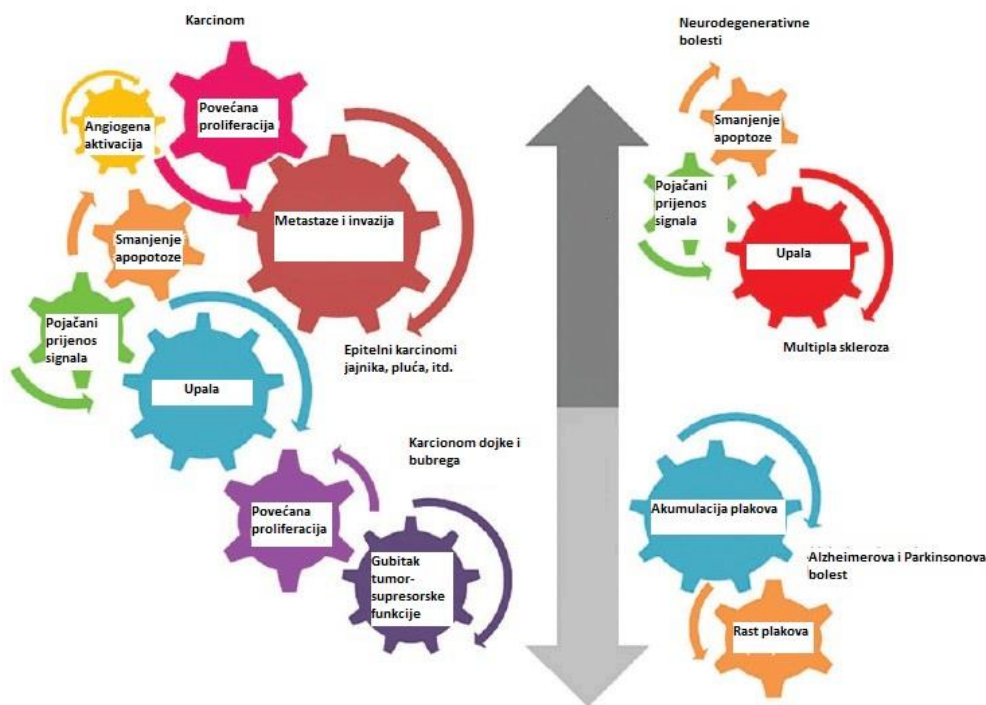 Karcinom
Angiogena
aktivacija
Povećana
proliferacija
Metastaze i invazija
Smanjenje
apopotoze
Pojačani
prijenos
signala
Upala
Epitelni karcinomi
jajnika, pluća, itd.
Karcionom dojke i
bubrega
Povećana
proliferacija
Gubitak
tumor-
supresorske
funkcije
Neurodegenerativne
bolesti
Smanjenje
apoptoze
Pojačani
prijenos
signala
Upala
Multipla skleroza
Akumulacija plakova
Alzheimerova i Parkinsonova
bolest
Rast plakova